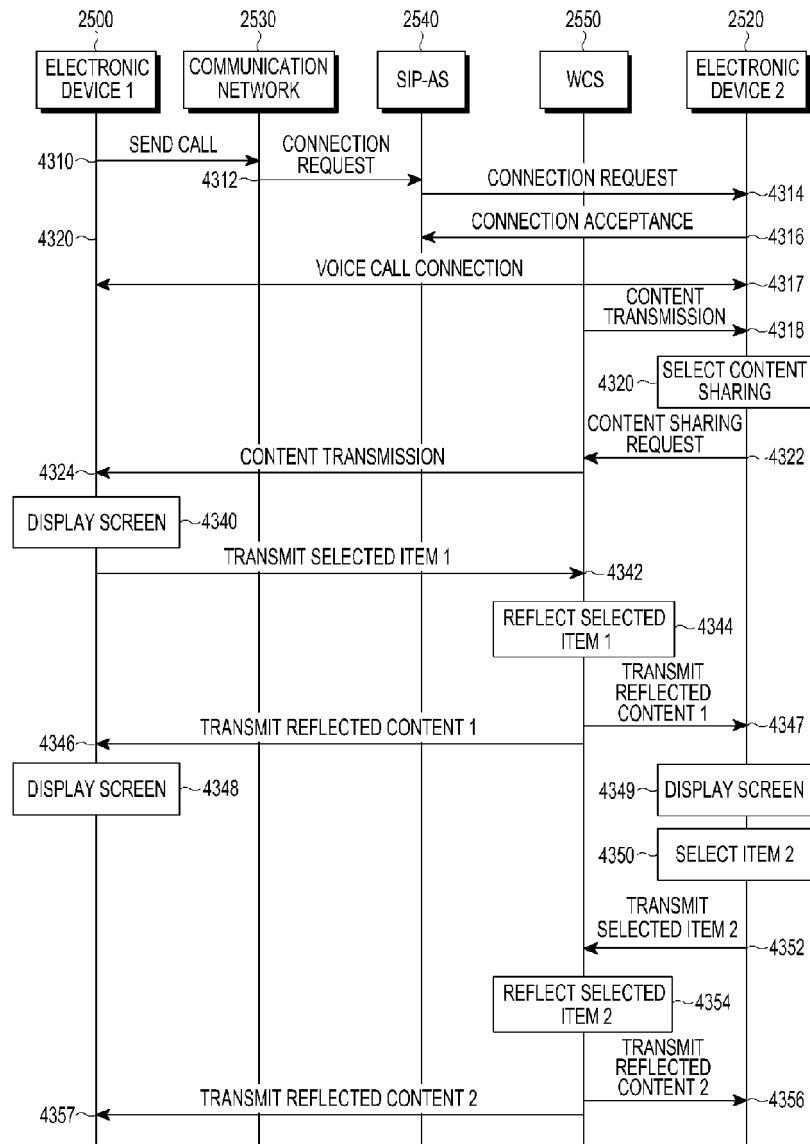 2500
2530
2540
2550
2520
ELECTRONIC
DEVICE 1
COMMUNICATION
NETWORK
SIP-AS
WCS
ELECTRONIC
DEVICE 2
SEND CALL
4310
CONNECTION
REQUEST
4312
CONNECTION REQUEST
4314
CONNECTION ACCEPTANCE
4320
4316
VOICE CALL CONNECTION
4317
CONTENT
TRANSMISSION
4318
4320
SELECT CONTENT
SHARING
CONTENT SHARING
REQUEST
4322
CONTENT TRANSMISSION
4324
DISPLAY SCREEN
4340
TRANSMIT SELECTED ITEM 1
4342
REFLECT SELECTED
ITEM 1
4344
TRANSMIT
REFLECTED
CONTENT 1
4347
TRANSMIT REFLECTED CONTENT 1
4346
DISPLAY SCREEN
4348
4349
DISPLAY SCREEN
4350
SELECT ITEM 2
TRANSMIT
SELECTED ITEM 2
4352
REFLECT SELECTED
ITEM 2
4354
TRANSMIT
REFLECTED
CONTENT 2
4356
TRANSMIT REFLECTED CONTENT 2
4357